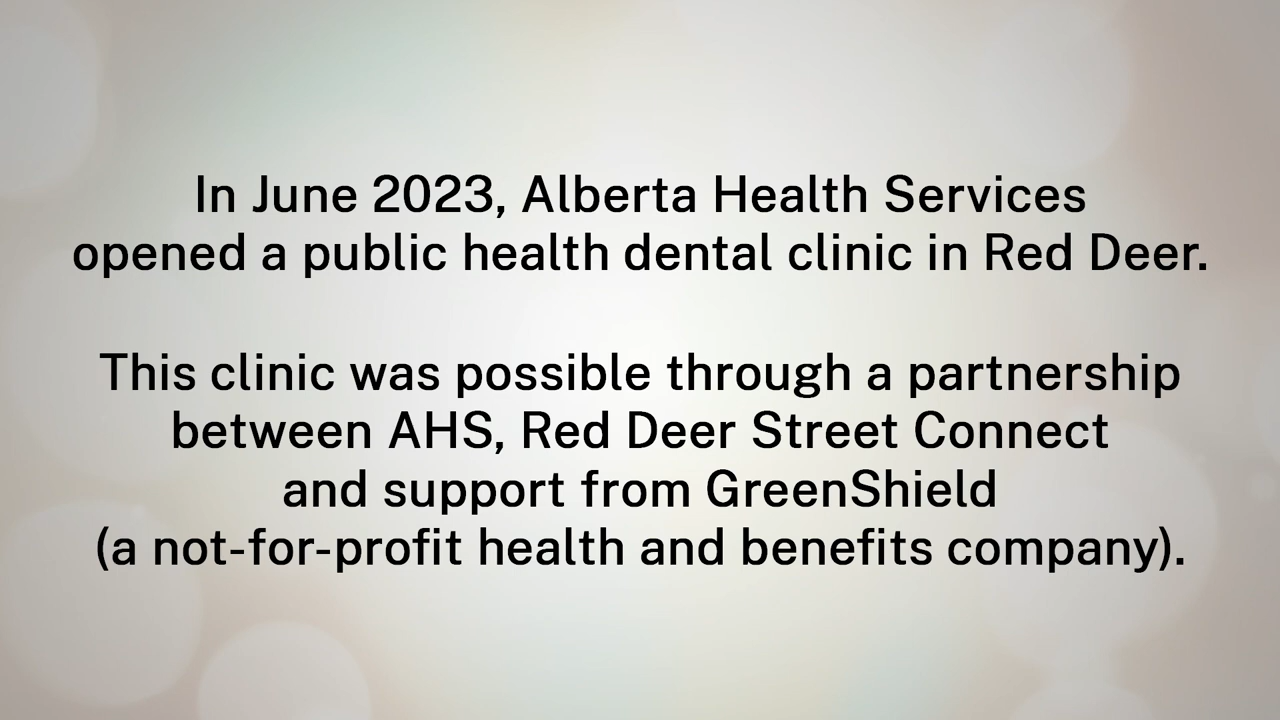 In June 2023, Alberta Health Services
opened a public health dental clinic in Red Deer.
This clinic was possible through a partnership
between AHS, Red Deer Street Connect
and support from GreenShield
(a not-for-profit health and benefits company).